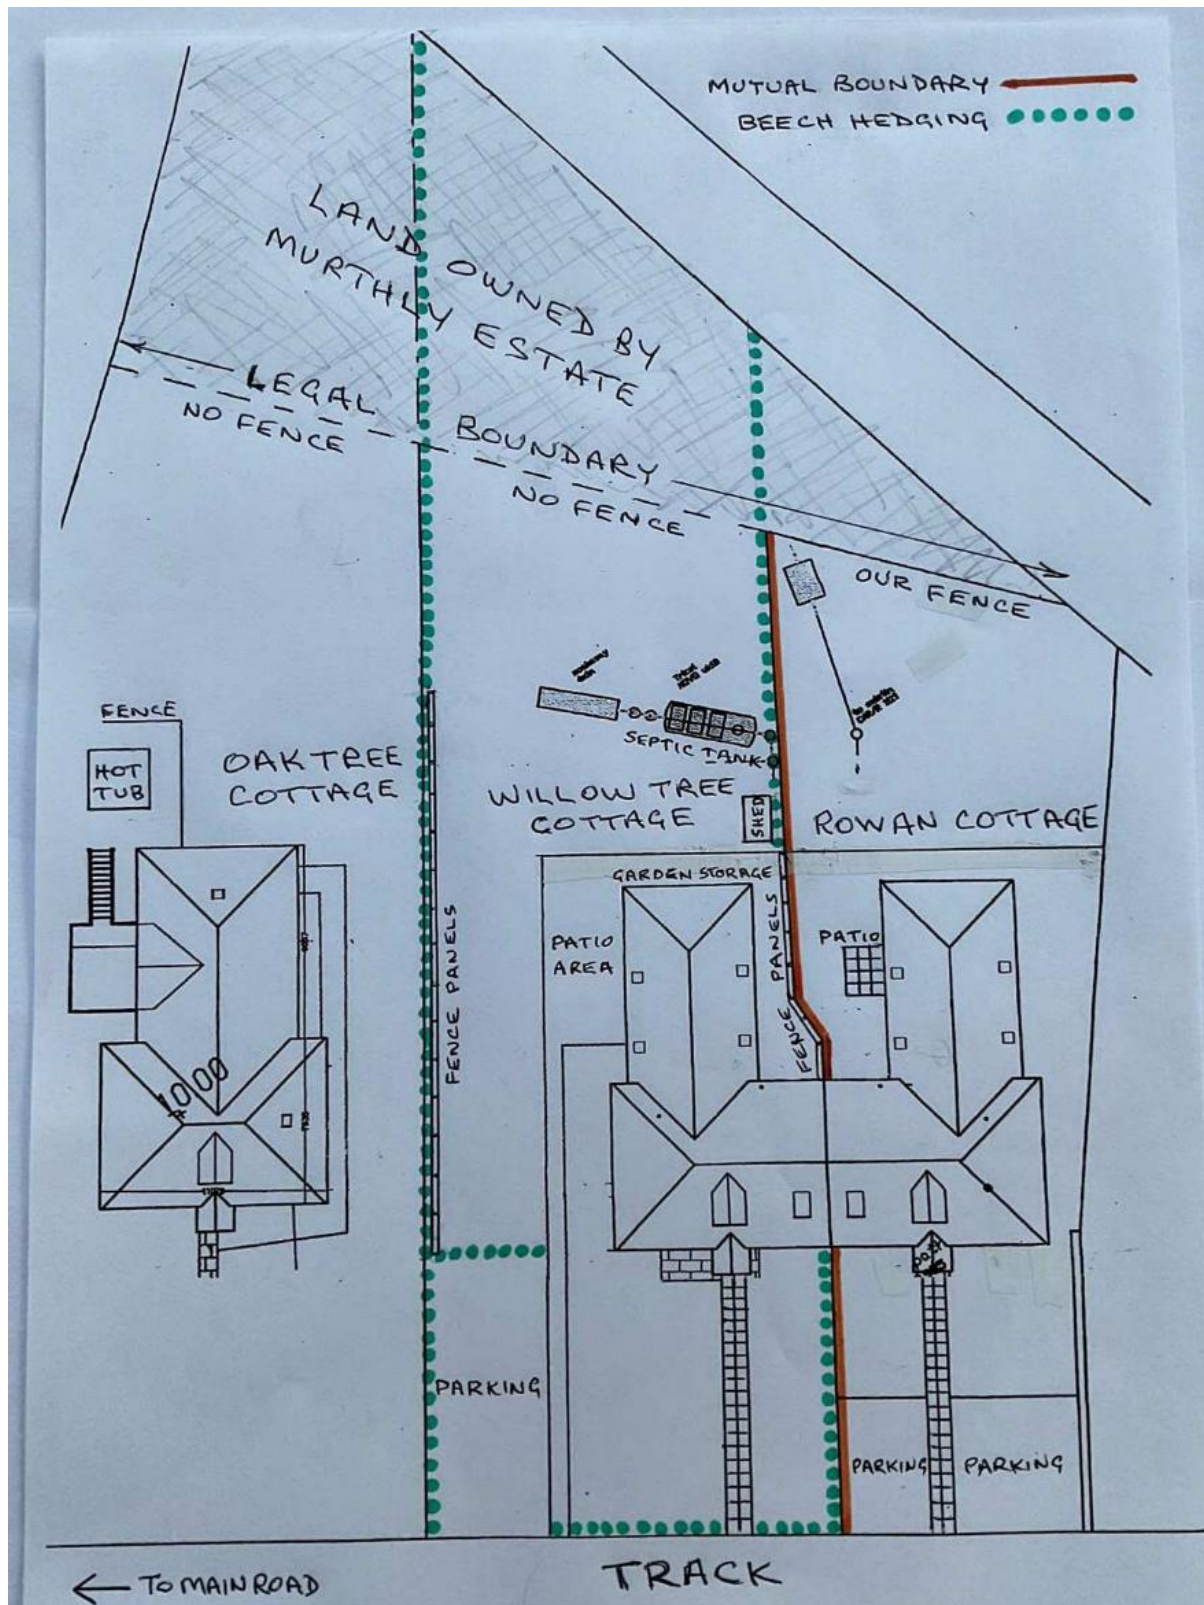 MUTUAL BOUNDARY
BEECH HEDGING
LAND OWNED BY
MURTHLY ESTATE
LEGAL BOUNDARY
NO FENCE
NO FENCE
OUR FENCE
FENCE
HOT
TUB
OAK TREE
COTTAGE
SEPTIC TANK
WILLOW TREE
COTTAGE
SHED
ROWAN COTTAGE
GARDEN STORAGE
PATIO
AREA
FENCE PANELS
FENCE PANELS
PATIO
PARKING
PARKING
PARKING
TRACK
← TO MAIN ROAD